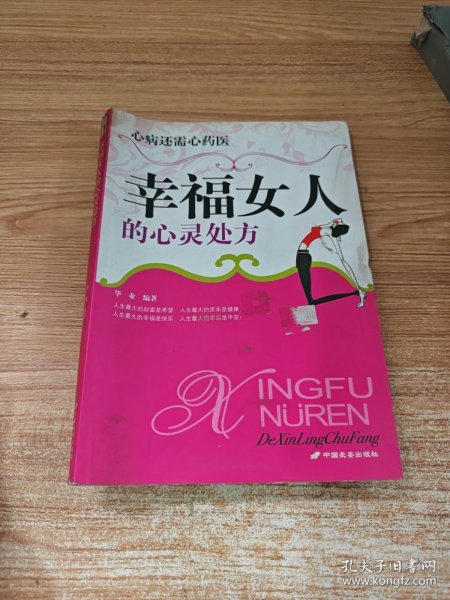 心病还需心药医
幸福女人
的心灵处方
毕业 编著
人生最大的财富是希望 人生最大的资本是健康
人生最大的幸福是快乐 人生最大的幸运是平安!
XINGFU
NÜREN
DeXinLingChuFang
中国长安出版社
孔夫子旧书网
www.kongfz.com